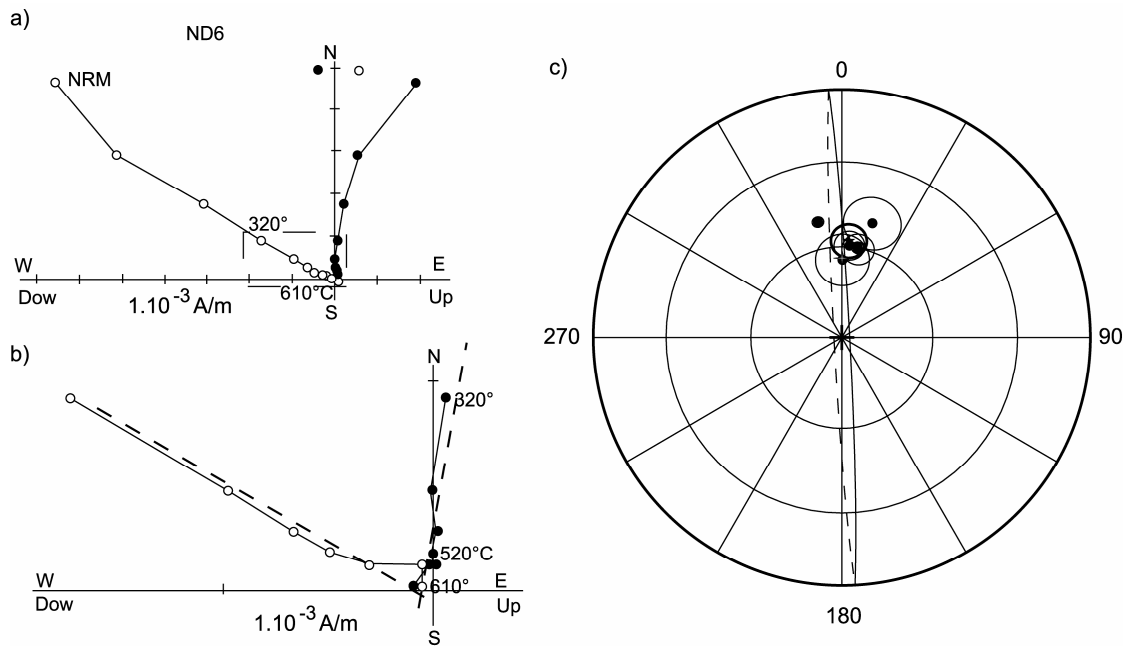 a)
ND6
N
NRM
320°
W
E
Dow
1.10⁻³ A/m
610°C
Up
S
b)
N
320°
520°C
W
610°
E
Dow
Up
1.10⁻³ A/m
S
c)
0
270
90
180